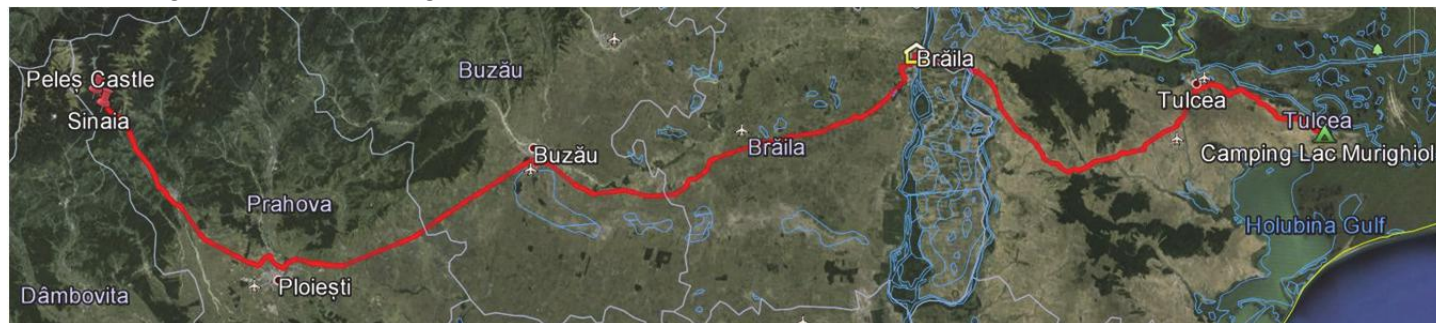 Peleș Castle
Sinaia
Prahova
Dâmbovita
Ploiești
Buzău
Buzău
Brăila
Brăila
Tulcea
Tulcea
Camping Lac Murighiol
Holubina Gulf